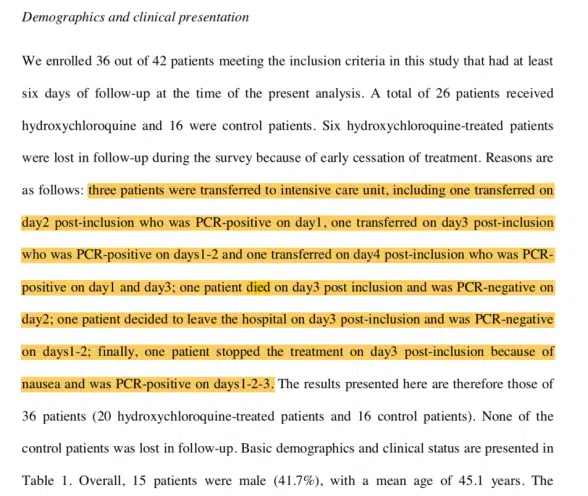 Demographics and clinical presentation
We enrolled 36 out of 42 patients meeting the inclusion criteria in this study that had at least
six days of follow-up at the time of the present analysis. A total of 26 patients received
hydroxychloroquine and 16 were control patients. Six hydroxychloroquine-treated patients
were lost in follow-up during the survey because of early cessation of treatment. Reasons are
as follows: three patients were transferred to intensive care unit, including one transferred on
day2 post-inclusion who was PCR-positive on day1, one transferred on day3 post-inclusion
who was PCR-positive on days1-2 and one transferred on day4 post-inclusion who was PCR-
positive on day1 and day3; one patient died on day3 post inclusion and was PCR-negative on
day2; one patient decided to leave the hospital on day3 post-inclusion and was PCR-negative
on days1-2; finally, one patient stopped the treatment on day3 post-inclusion because of
nausea and was PCR-positive on days1-2-3. The results presented here are therefore those of
36 patients (20 hydroxychloroquine-treated patients and 16 control patients). None of the
control patients was lost in follow-up. Basic demographics and clinical status are presented in
Table 1. Overall, 15 patients were male (41.7%), with a mean age of 45.1 years. The